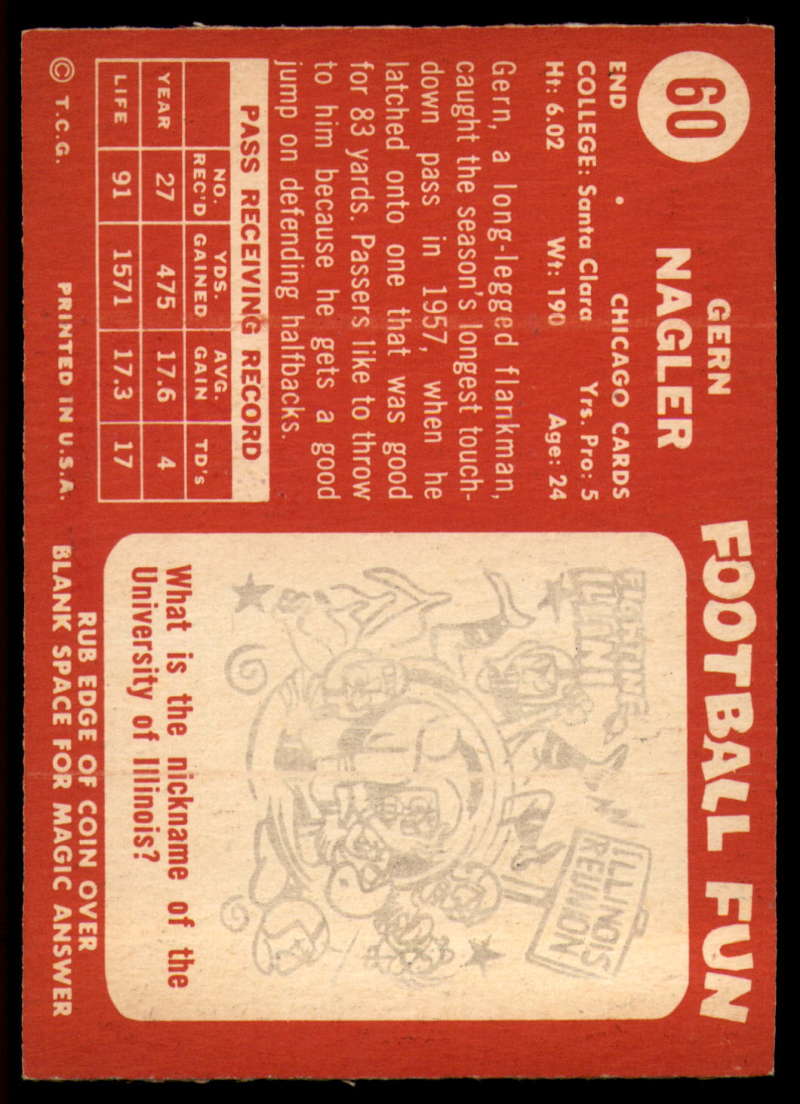 60
GERN
NAGLER
END • CHICAGO CARDS
COLLEGE: Santa Clara Yrs. Pro: 5
Ht: 6.02 Wt: 190 Age: 24
Gern, a long-legged flankman,
caught the season's longest touch-
down pass in 1957, when he
latched onto one that was good
for 83 yards. Passers like to throw
to him because he gets a good
jump on defending halfbacks.
PASS RECEIVING RECORD
NO. REC'D YDS. GAINED AVG. GAIN TD's
YEAR 27 475 17.6 4
LIFE 91 1571 17.3 17
© T.C.G. PRINTED IN U.S.A.
FOOTBALL FUN
FIGHTING
ILLINI
ILLINOIS
REUNION
What is the nickname of the
University of Illinois?
RUB EDGE OF COIN OVER
BLANK SPACE FOR MAGIC ANSWER